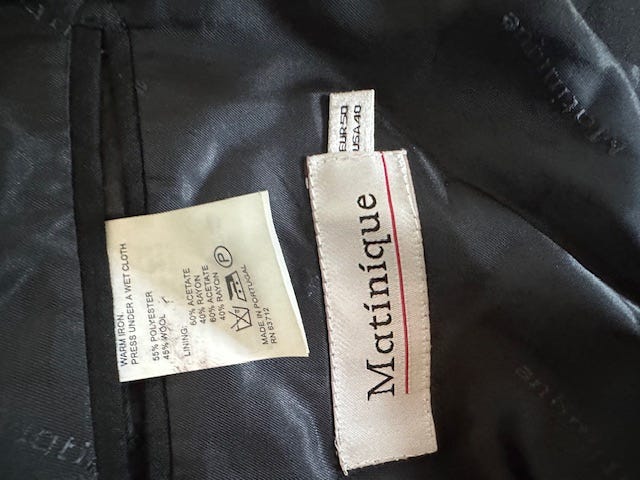 EUR50
USA40
Matinique
WARM IRON.
PRESS UNDER A WET CLOTH
55% POLYESTER
45% WOOL
LINING:
60% ACETATE
40% RAYON
60% ACETATE
40% RAYON
P
MADE IN PORTUGAL
RN 63712
Matinique